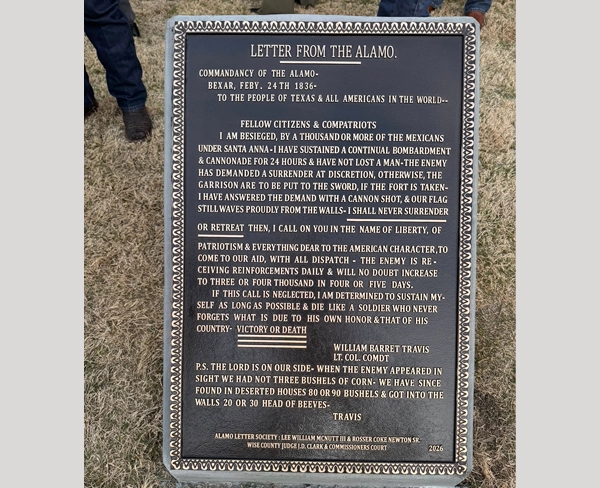 LETTER FROM THE ALAMO.
COMMANDANCY OF THE ALAMO-
BEXAR, FEBY. 24TH 1836-
TO THE PEOPLE OF TEXAS & ALL AMERICANS IN THE WORLD--
FELLOW CITIZENS & COMPATRIOTS
I AM BESIEGED, BY A THOUSAND OR MORE OF THE MEXICANS
UNDER SANTA ANNA-I HAVE SUSTAINED A CONTINUAL BOMBARDMENT
& CANNONADE FOR 24 HOURS & HAVE NOT LOST A MAN-THE ENEMY
HAS DEMANDED A SURRENDER AT DISCRETION, OTHERWISE, THE
GARRISON ARE TO BE PUT TO THE SWORD, IF THE FORT IS TAKEN-
I HAVE ANSWERED THE DEMAND WITH A CANNON SHOT, & OUR FLAG
STILL WAVES PROUDLY FROM THE WALLS- I SHALL NEVER SURRENDER
OR RETREAT THEN, I CALL ON YOU IN THE NAME OF LIBERTY, OF
PATRIOTISM & EVERYTHING DEAR TO THE AMERICAN CHARACTER, TO
COME TO OUR AID, WITH ALL DISPATCH - THE ENEMY IS RE-
CEIVING REINFORCEMENTS DAILY & WILL NO DOUBT INCREASE
TO THREE OR FOUR THOUSAND IN FOUR OR FIVE DAYS.
IF THIS CALL IS NEGLECTED, I AM DETERMINED TO SUSTAIN MY-
SELF AS LONG AS POSSIBLE & DIE LIKE A SOLDIER WHO NEVER
FORGETS WHAT IS DUE TO HIS OWN HONOR & THAT OF HIS
COUNTRY- VICTORY OR DEATH
WILLIAM BARRET TRAVIS
LT. COL. COMDT
P.S. THE LORD IS ON OUR SIDE- WHEN THE ENEMY APPEARED IN
SIGHT WE HAD NOT THREE BUSHELS OF CORN- WE HAVE SINCE
FOUND IN DESERTED HOUSES 80 OR 90 BUSHELS & GOT INTO THE
WALLS 20 OR 30 HEAD OF BEEVES-
TRAVIS
ALAMO LETTER SOCIETY : LEE WILLIAM MCNUTT III & ROSSER COKE NEWTON SR.
WISE COUNTY JUDGE J.D. CLARK & COMMISSIONERS COURT 2026